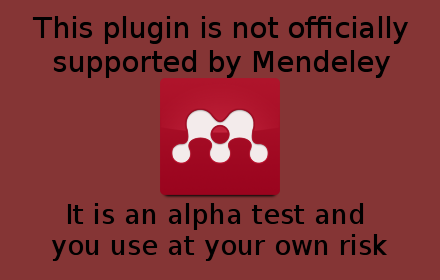 This plugin is not officially
supported by Mendeley
It is an alpha test and
you use at your own risk